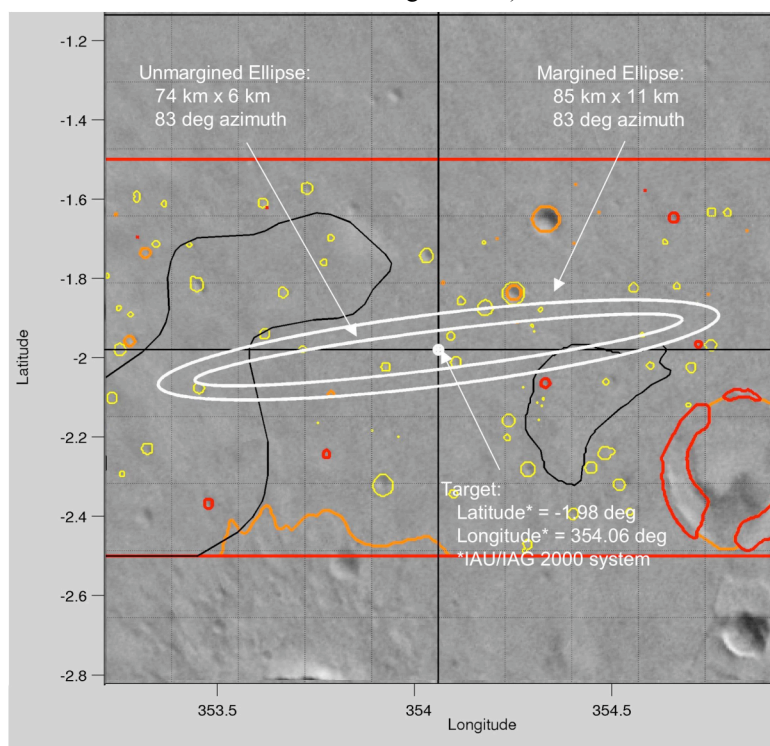 -1.2
Unmargined Ellipse:
74 km x 6 km
83 deg azimuth
Margined Ellipse:
85 km x 11 km
83 deg azimuth
-1.4
-1.6
-1.8
Latitude
-2
-2.2
Target:
Latitude* = -1.98 deg
Longitude* = 354.06 deg
*IAU/IAG 2000 system
-2.4
-2.6
-2.8
353.5
354
354.5
Longitude